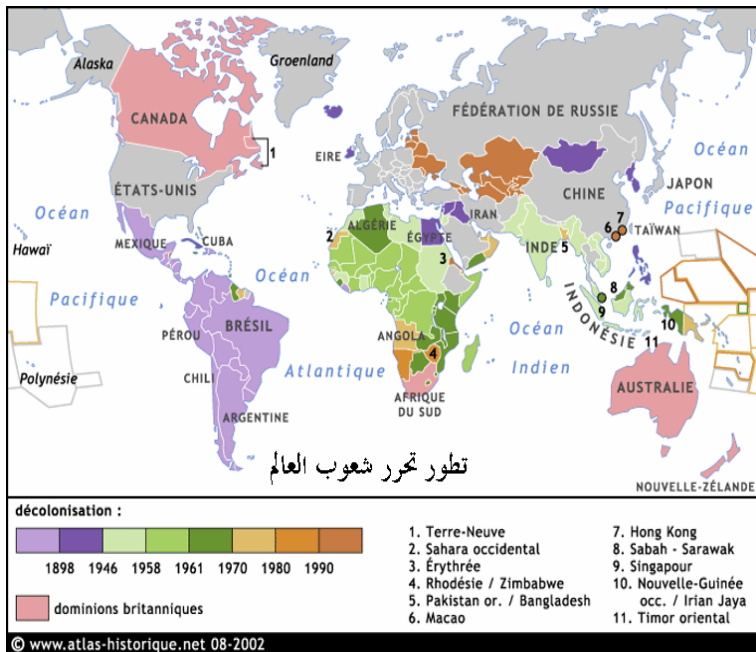 Alaska
Groenland
CANADA
1
ÉTATS-UNIS
Océan
Hawaï
Pacifique
Polynésie
MEXIQUE
CUBA
Océan
Atlantique
PÉROU
BRÉSIL
CHILI
ARGENTINE
EIRE
FÉDÉRATION DE RUSSIE
CHINE
JAPON
Océan
Pacifique
IRAN
ALGÉRIE
ÉGYPTE
2
3
INDE
5
6
7
TAÏWAN
8
9
10
11
INDONÉSIE
ANGOLA
4
AFRIQUE
DU SUD
Océan
Indien
AUSTRALIE
NOUVELLE-ZÉLANDE
تطور تحرر شعوب العالم
décolonisation :
1898 1946 1958 1961 1970 1980 1990
dominions britanniques
1. Terre-Neuve
2. Sahara occidental
3. Érythrée
4. Rhodésie / Zimbabwe
5. Pakistan or. / Bangladesh
6. Macao
7. Hong Kong
8. Sabah - Sarawak
9. Singapour
10. Nouvelle-Guinée
occ. / Irian Jaya
11. Timor oriental
© www.atlas-historique.net 08-2002